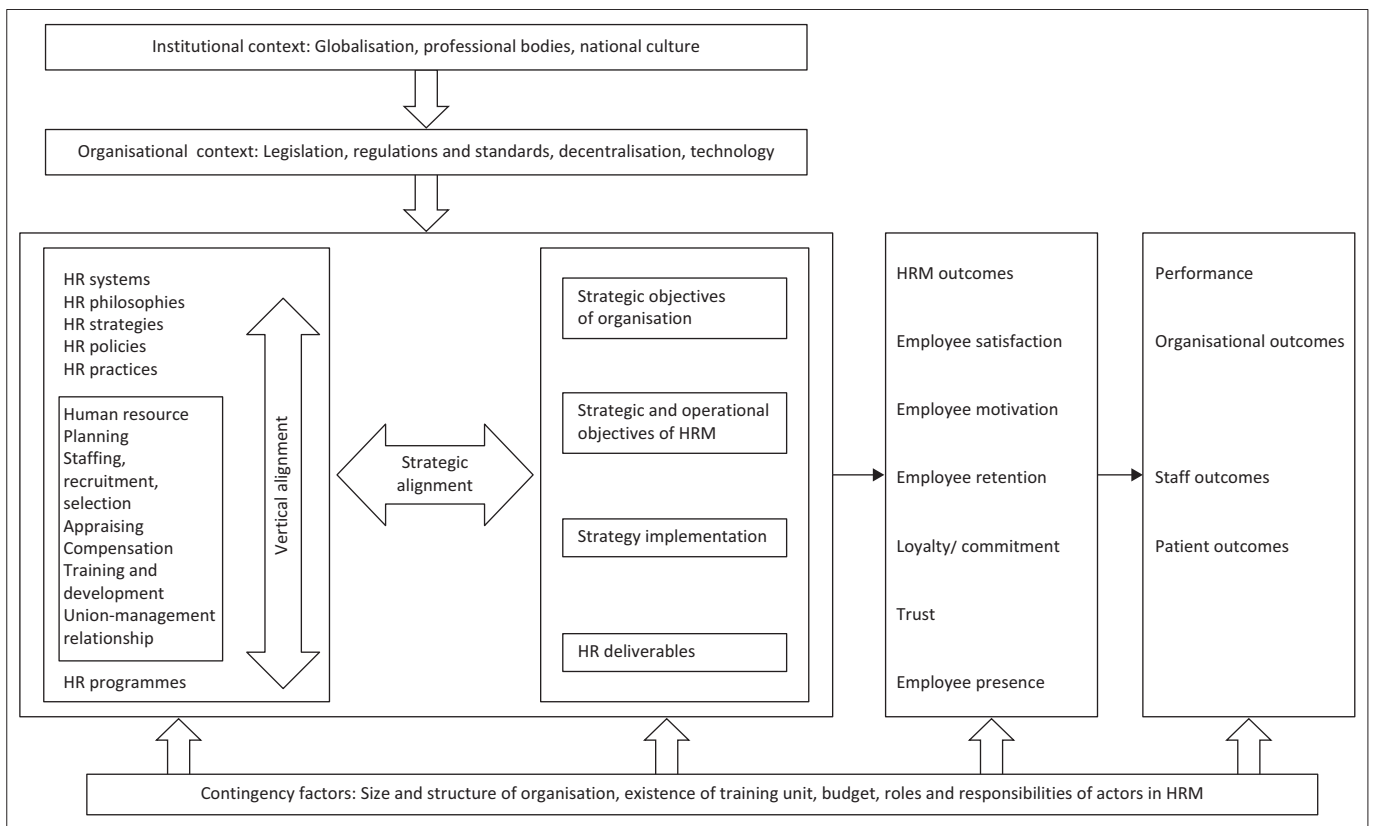 Institutional context: Globalisation, professional bodies, national culture
Organisational context: Legislation, regulations and standards, decentralisation, technology
HR systems
HR philosophies
HR strategies
HR policies
HR practices
Human resource
Planning
Staffing,
recruitment,
selection
Appraising
Compensation
Training and
development
Union-management
relationship
HR programmes
Vertical alignment
Strategic
alignment
Strategic objectives
of organisation
Strategic and operational
objectives of HRM
Strategy implementation
HR deliverables
HRM outcomes
Employee satisfaction
Employee motivation
Employee retention
Loyalty/ commitment
Trust
Employee presence
Performance
Organisational outcomes
Staff outcomes
Patient outcomes
Contingency factors: Size and structure of organisation, existence of training unit, budget, roles and responsibilities of actors in HRM